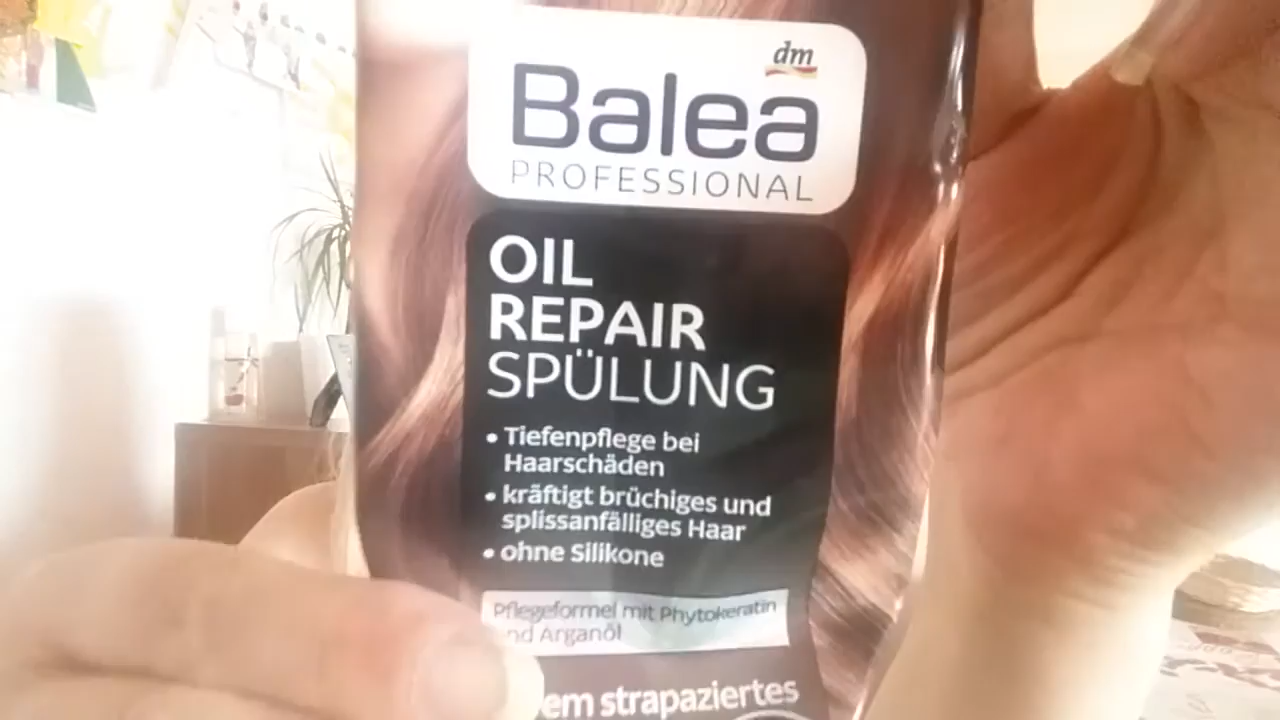 dm
Balea
PROFESSIONAL
OIL
REPAIR
SPÜLUNG
• Tiefenpflege bei
Haarschäden
• kräftigt brüchiges und
splissanfälliges Haar
• ohne Silikone
Pflegeformel mit Phytokeratin
nd Arganöl
em strapaziertes